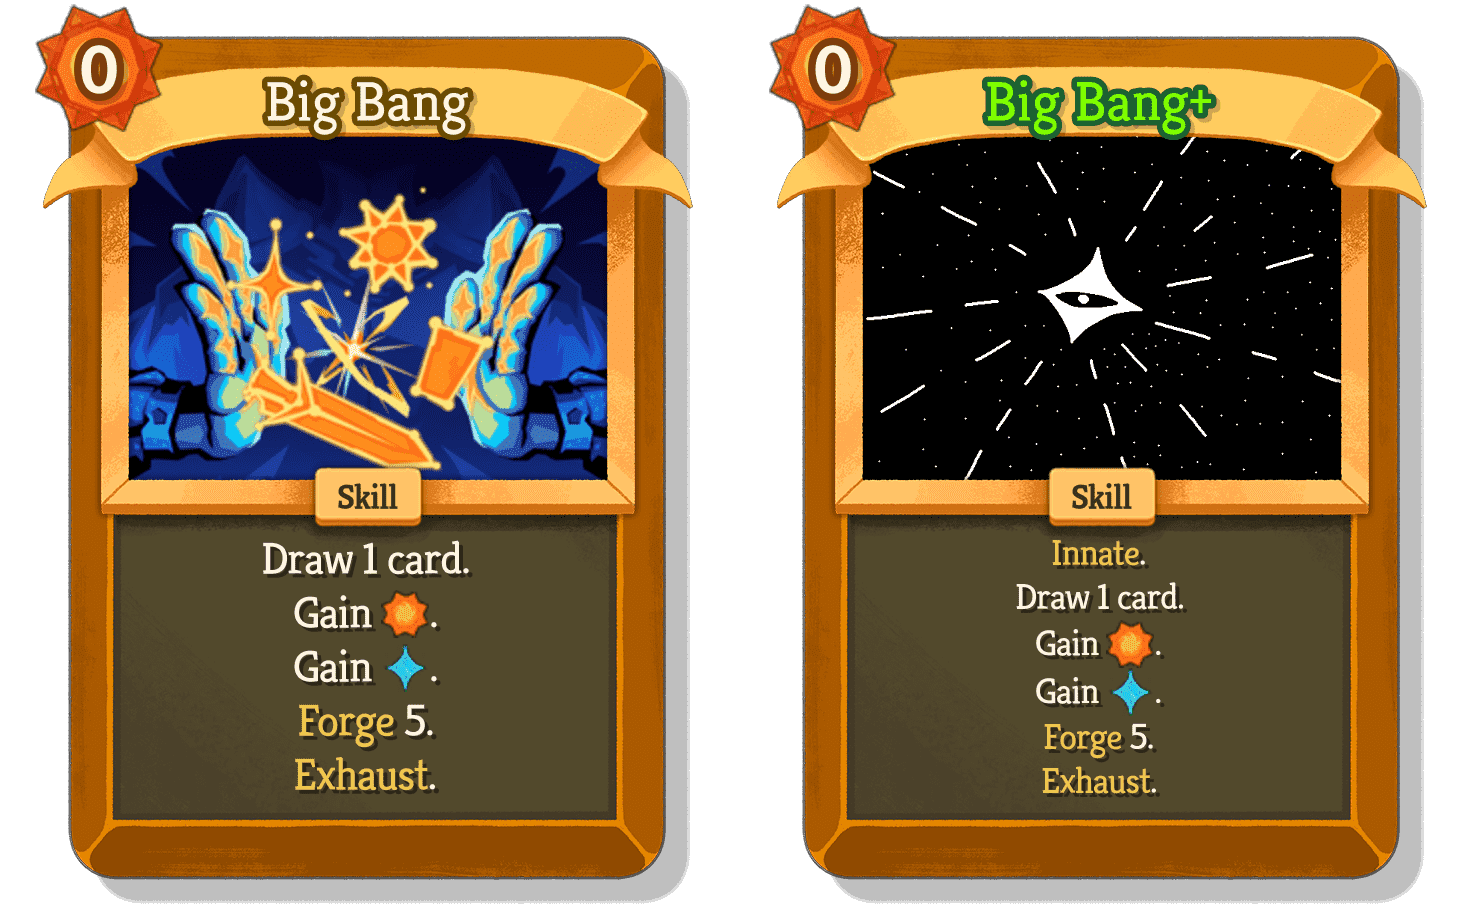 0
Big Bang
Skill
Draw 1 card.
Gain .
Gain .
Forge 5.
Exhaust.
0
Big Bang+
Skill
Innate.
Draw 1 card.
Gain .
Gain .
Forge 5.
Exhaust.